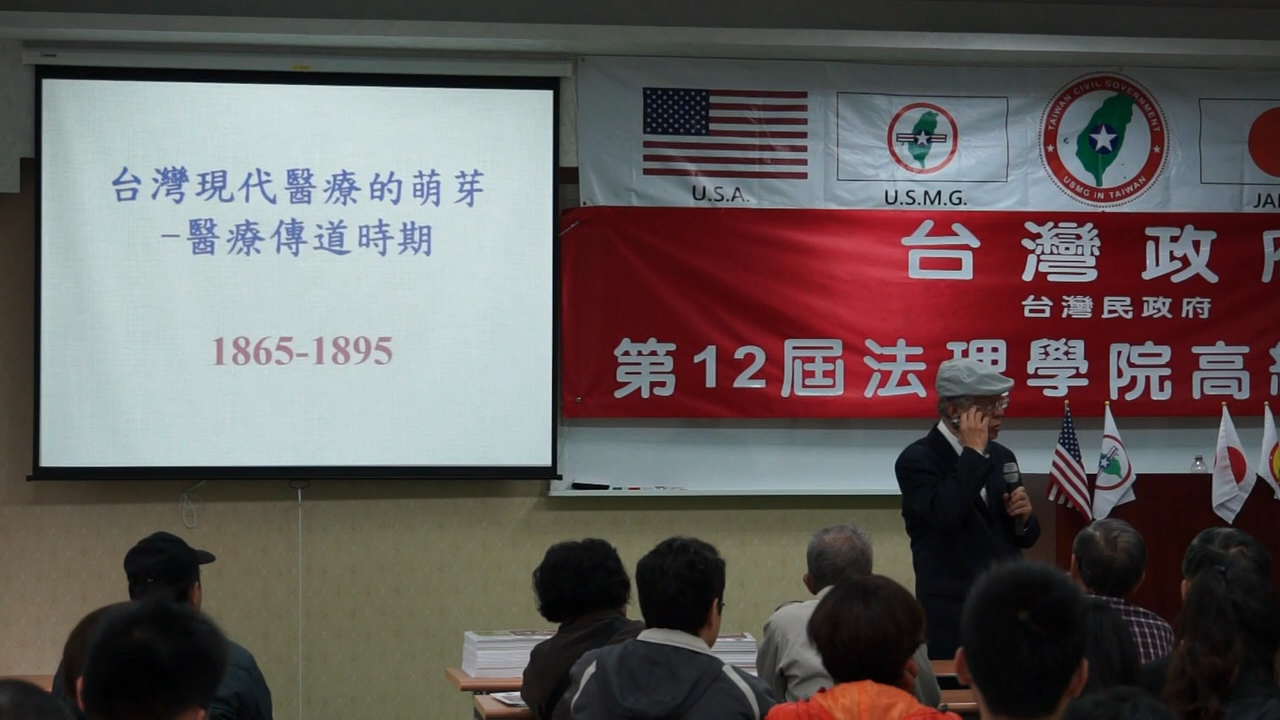 台灣現代醫療的萌芽
-醫療傳道時期
1865-1895
U.S.A.
U.S.M.G.
TAIWAN CIVIL GOVERNMENT
USMG IN TAIWAN
台灣政
台灣民政府
第12屆法理學院高